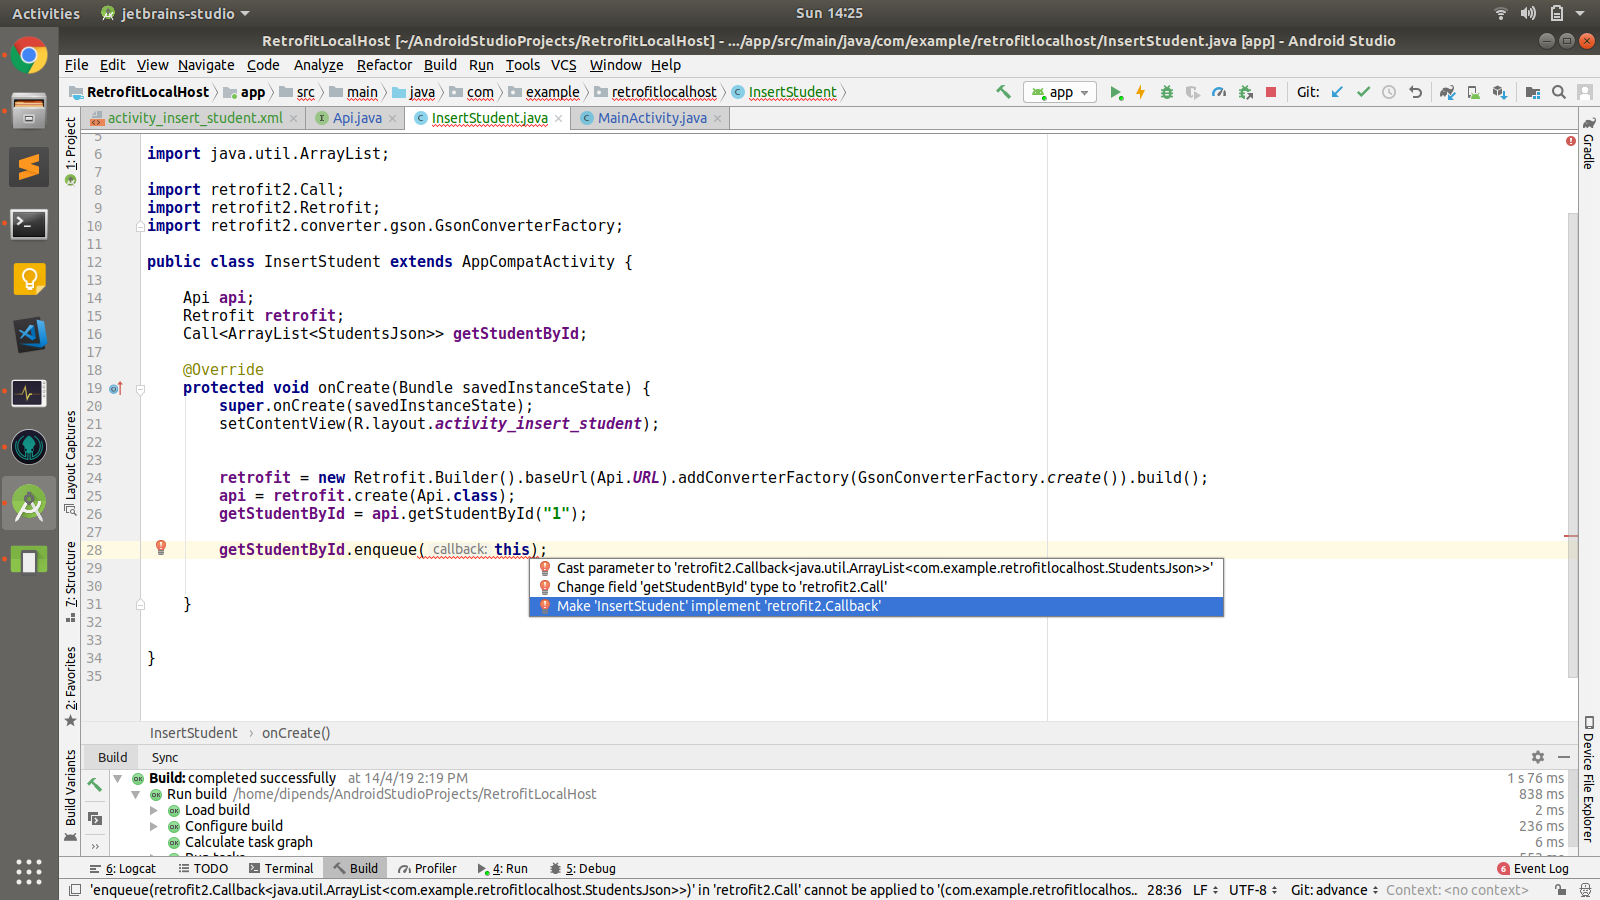 Activities jetbrains-studio Sun 14:25
RetrofitLocalHost [~/AndroidStudioProjects/RetrofitLocalHost] - .../app/src/main/java/com/example/retrofitlocalhost/InsertStudent.java [app] - Android Studio
File Edit View Navigate Code Analyze Refactor Build Run Tools VCS Window Help
RetrofitLocalHost app src main java com example retrofitlocalhost InsertStudent app Git:
activity_insert_student.xml Api.java InsertStudent.java MainActivity.java
1: Project
Layout Captures
7: Structure
2: Favorites
Build Variants
Gradle
Device File Explorer
5
6 import java.util.ArrayList;
7
8 import retrofit2.Call;
9 import retrofit2.Retrofit;
10 import retrofit2.converter.gson.GsonConverterFactory;
11
12 public class InsertStudent extends AppCompatActivity {
13
14 Api api;
15 Retrofit retrofit;
16 Call<ArrayList<StudentsJson>> getStudentById;
17
18 @Override
19 protected void onCreate(Bundle savedInstanceState) {
20 super.onCreate(savedInstanceState);
21 setContentView(R.layout.activity_insert_student);
22
23
24 retrofit = new Retrofit.Builder().baseUrl(Api.URL).addConverterFactory(GsonConverterFactory.create()).build();
25 api = retrofit.create(Api.class);
26 getStudentById = api.getStudentById("1");
27
28 getStudentById.enqueue( callback: this);
29
30
31 }
32
33
34 }
35
Cast parameter to 'retrofit2.Callback<java.util.ArrayList<com.example.retrofitlocalhost.StudentsJson>>'
Change field 'getStudentById' type to 'retrofit2.Call'
Make 'InsertStudent' implement 'retrofit2.Callback'
InsertStudent › onCreate()
Build Sync
Build: completed successfully at 14/4/19 2:19 PM 1 s 76 ms
Run build /home/dipends/AndroidStudioProjects/RetrofitLocalHost 838 ms
Load build 2 ms
Configure build 236 ms
Calculate task graph 6 ms
6: Logcat TODO Terminal Build Profiler 4: Run 5: Debug 6 Event Log
'enqueue(retrofit2.Callback<java.util.ArrayList<com.example.retrofitlocalhost.StudentsJson>>)' in 'retrofit2.Call' cannot be applied to '(com.example.retrofitlocalhos.. 28:36 LF UTF-8 Git: advance Context: <no context>